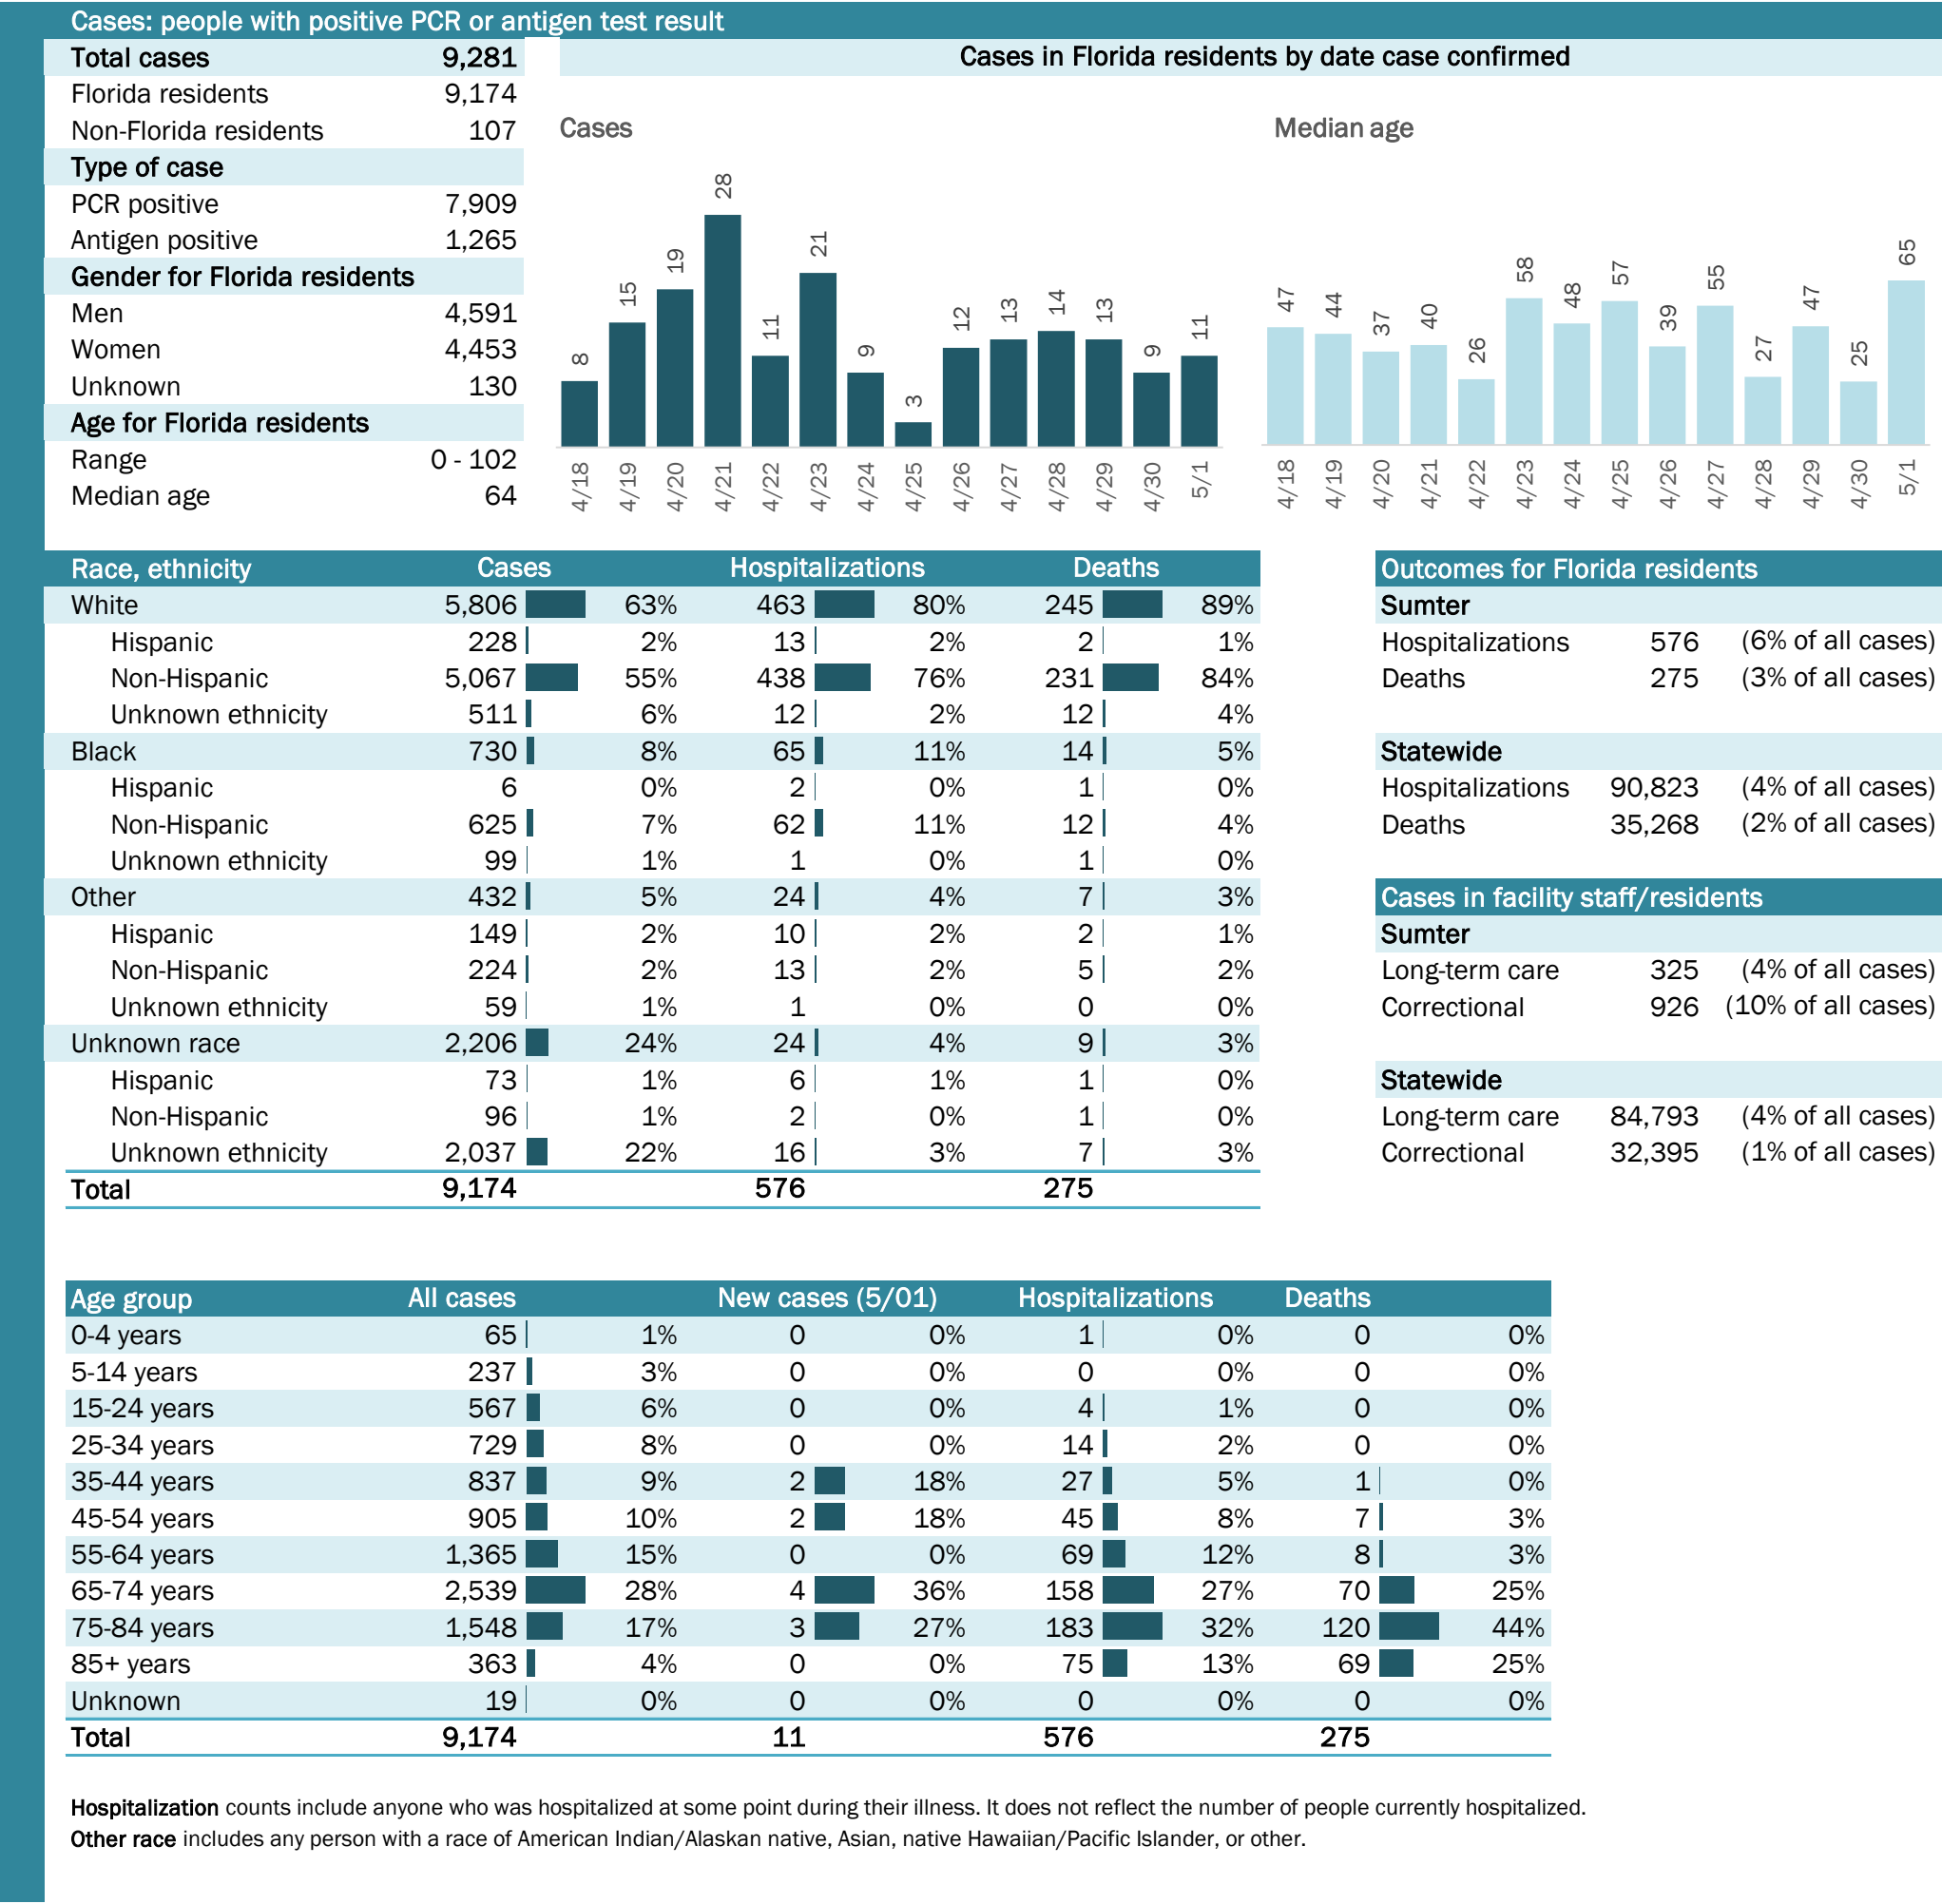 Cases: people with positive PCR or antigen test result
Total cases 9,281
Florida residents 9,174
Non-Florida residents 107
Type of case
PCR positive 7,909
Antigen positive 1,265
Gender for Florida residents
Men 4,591
Women 4,453
Unknown 130
Age for Florida residents
Range 0 - 102
Median age 64
Cases in Florida residents by date case confirmed
Cases
8 15 19 28 11 21 9 3 12 13 14 13 9 11
4/18 4/19 4/20 4/21 4/22 4/23 4/24 4/25 4/26 4/27 4/28 4/29 4/30 5/1
Median age
47 44 37 40 26 58 48 57 39 55 27 47 25 65
4/18 4/19 4/20 4/21 4/22 4/23 4/24 4/25 4/26 4/27 4/28 4/29 4/30 5/1
Race, ethnicity Cases Hospitalizations Deaths
White 5,806 63% 463 80% 245 89%
Hispanic 228 2% 13 2% 2 1%
Non-Hispanic 5,067 55% 438 76% 231 84%
Unknown ethnicity 511 6% 12 2% 12 4%
Black 730 8% 65 11% 14 5%
Hispanic 6 0% 2 0% 1 0%
Non-Hispanic 625 7% 62 11% 12 4%
Unknown ethnicity 99 1% 1 0% 1 0%
Other 432 5% 24 4% 7 3%
Hispanic 149 2% 10 2% 2 1%
Non-Hispanic 224 2% 13 2% 5 2%
Unknown ethnicity 59 1% 1 0% 0 0%
Unknown race 2,206 24% 24 4% 9 3%
Hispanic 73 1% 6 1% 1 0%
Non-Hispanic 96 1% 2 0% 1 0%
Unknown ethnicity 2,037 22% 16 3% 7 3%
Total 9,174 576 275
Outcomes for Florida residents
Sumter
Hospitalizations 576 (6% of all cases)
Deaths 275 (3% of all cases)
Statewide
Hospitalizations 90,823 (4% of all cases)
Deaths 35,268 (2% of all cases)
Cases in facility staff/residents
Sumter
Long-term care 325 (4% of all cases)
Correctional 926 (10% of all cases)
Statewide
Long-term care 84,793 (4% of all cases)
Correctional 32,395 (1% of all cases)
Age group All cases New cases (5/01) Hospitalizations Deaths
0-4 years 65 1% 0 0% 1 0% 0 0%
5-14 years 237 3% 0 0% 0 0% 0 0%
15-24 years 567 6% 0 0% 4 1% 0 0%
25-34 years 729 8% 0 0% 14 2% 0 0%
35-44 years 837 9% 2 18% 27 5% 1 0%
45-54 years 905 10% 2 18% 45 8% 7 3%
55-64 years 1,365 15% 0 0% 69 12% 8 3%
65-74 years 2,539 28% 4 36% 158 27% 70 25%
75-84 years 1,548 17% 3 27% 183 32% 120 44%
85+ years 363 4% 0 0% 75 13% 69 25%
Unknown 19 0% 0 0% 0 0% 0 0%
Total 9,174 11 576 275
Hospitalization counts include anyone who was hospitalized at some point during their illness. It does not reflect the number of people currently hospitalized.
Other race includes any person with a race of American Indian/Alaskan native, Asian, native Hawaiian/Pacific Islander, or other.